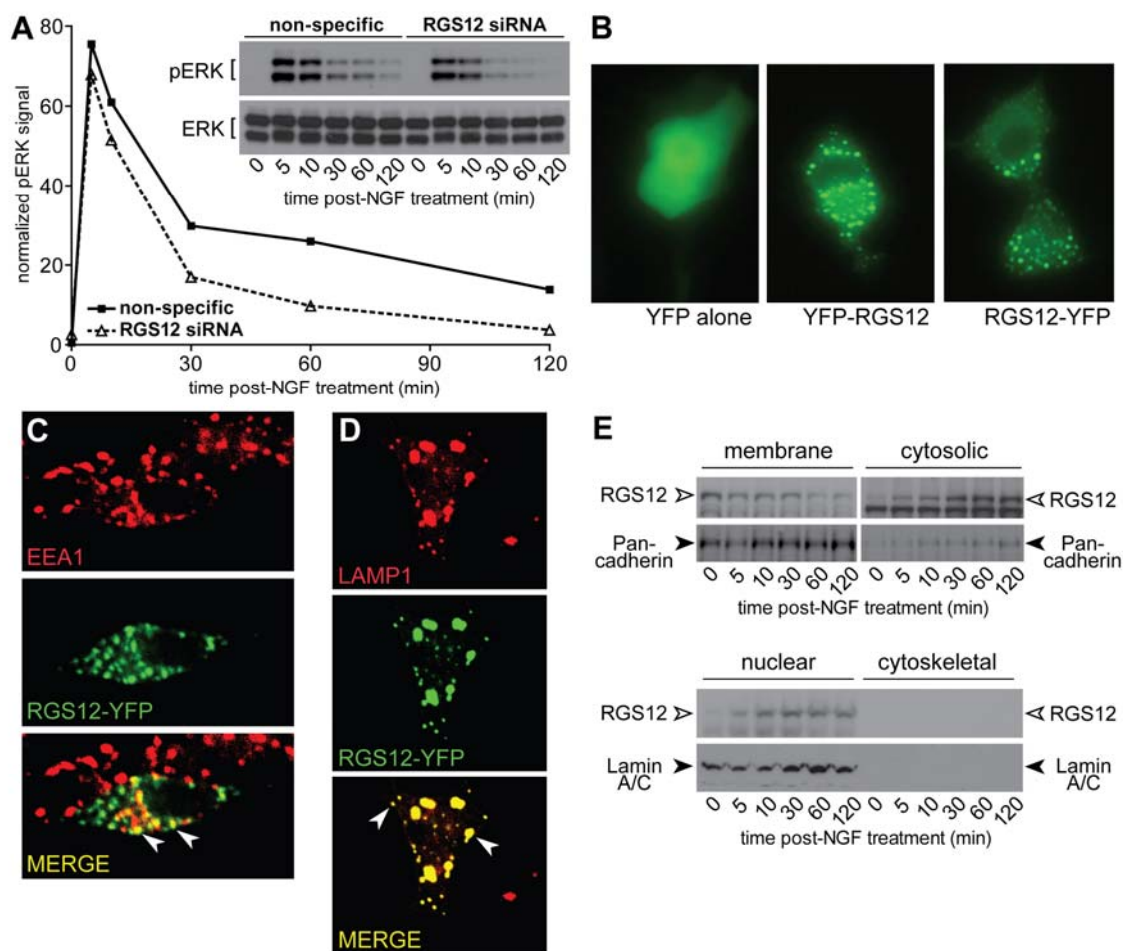 A
non-specific RGS12 siRNA
pERK
ERK
0 5 10 30 60 120 0 5 10 30 60 120
time post-NGF treatment (min)
normalized pERK signal
80
60
40
20
0
non-specific
RGS12 siRNA
0 30 60 90 120
time post-NGF treatment (min)
B
YFP alone
YFP-RGS12
RGS12-YFP
C
EEA1
RGS12-YFP
MERGE
D
LAMP1
RGS12-YFP
MERGE
E
membrane cytosolic
RGS12 RGS12
Pan-
cadherin
Pan-
cadherin
0 5 10 30 60 120 0 5 10 30 60 120
time post-NGF treatment (min)
nuclear cytoskeletal
RGS12 RGS12
Lamin
A/C
Lamin
A/C
0 5 10 30 60 120 0 5 10 30 60 120
time post-NGF treatment (min)